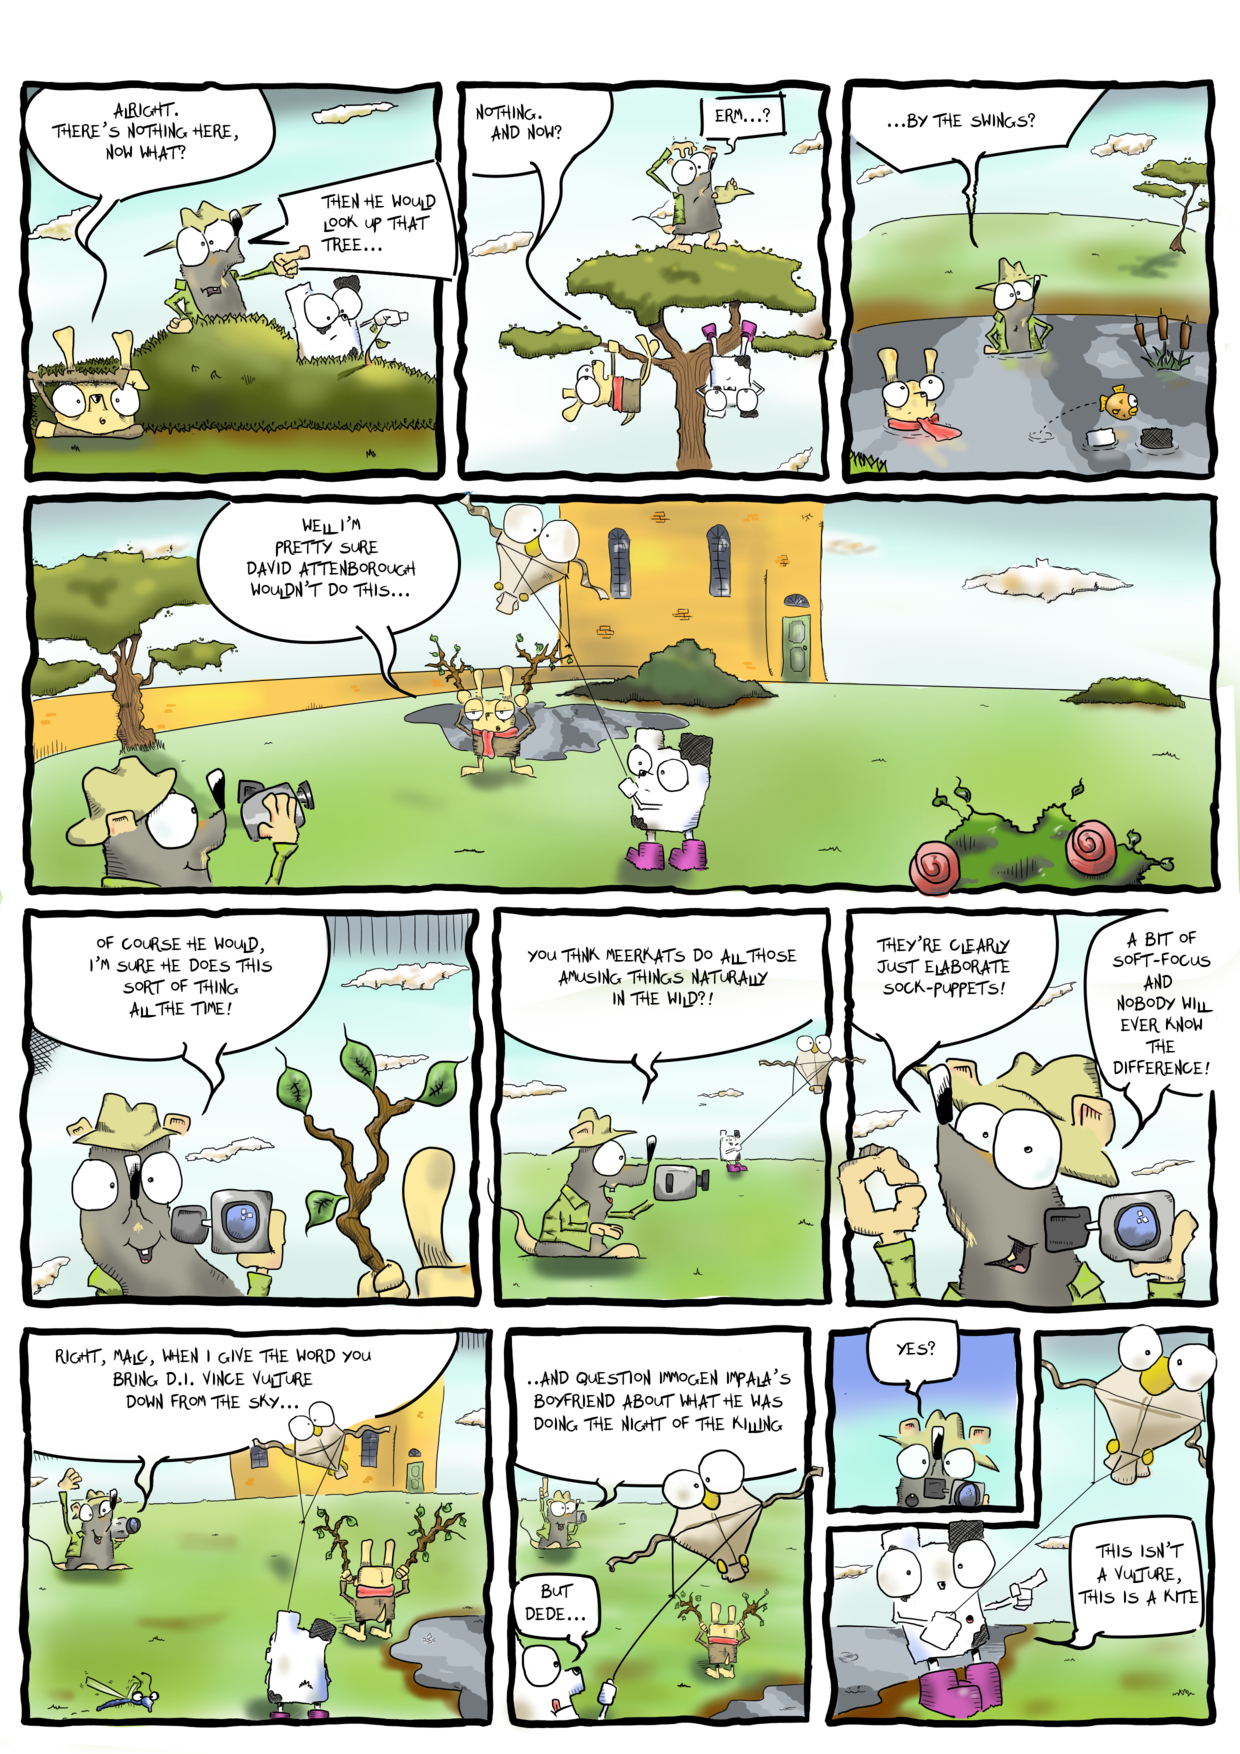 ALRIGHT.
THERE'S NOTHING HERE,
NOW WHAT?
THEN HE WOULD
LOOK UP THAT
TREE...
NOTHING.
AND NOW?
ERM...?
...BY THE SWINGS?
WELL I'M
PRETTY SURE
DAVID ATTENBOROUGH
WOULDN'T DO THIS...
OF COURSE HE WOULD,
I'M SURE HE DOES THIS
SORT OF THING
ALL THE TIME!
YOU THNK MEERKATS DO ALL THOSE
AMUSING THINGS NATURALLY
IN THE WILD?!
THEY'RE CLEARLY
JUST ELABORATE
SOCK-PUPPETS!
A BIT OF
SOFT-FOCUS
AND
NOBODY WILL
EVER KNOW
THE
DIFFERENCE!
RIGHT, MALC, WHEN I GIVE THE WORD YOU
BRING D.I. VINCE VULTURE
DOWN FROM THE SKY...
..AND QUESTION IMMOGEN IMPALA'S
BOYFRIEND ABOUT WHAT HE WAS
DOING THE NIGHT OF THE KILLING
BUT
DEDE...
YES?
THIS ISN'T
A VULTURE,
THIS IS A KITE